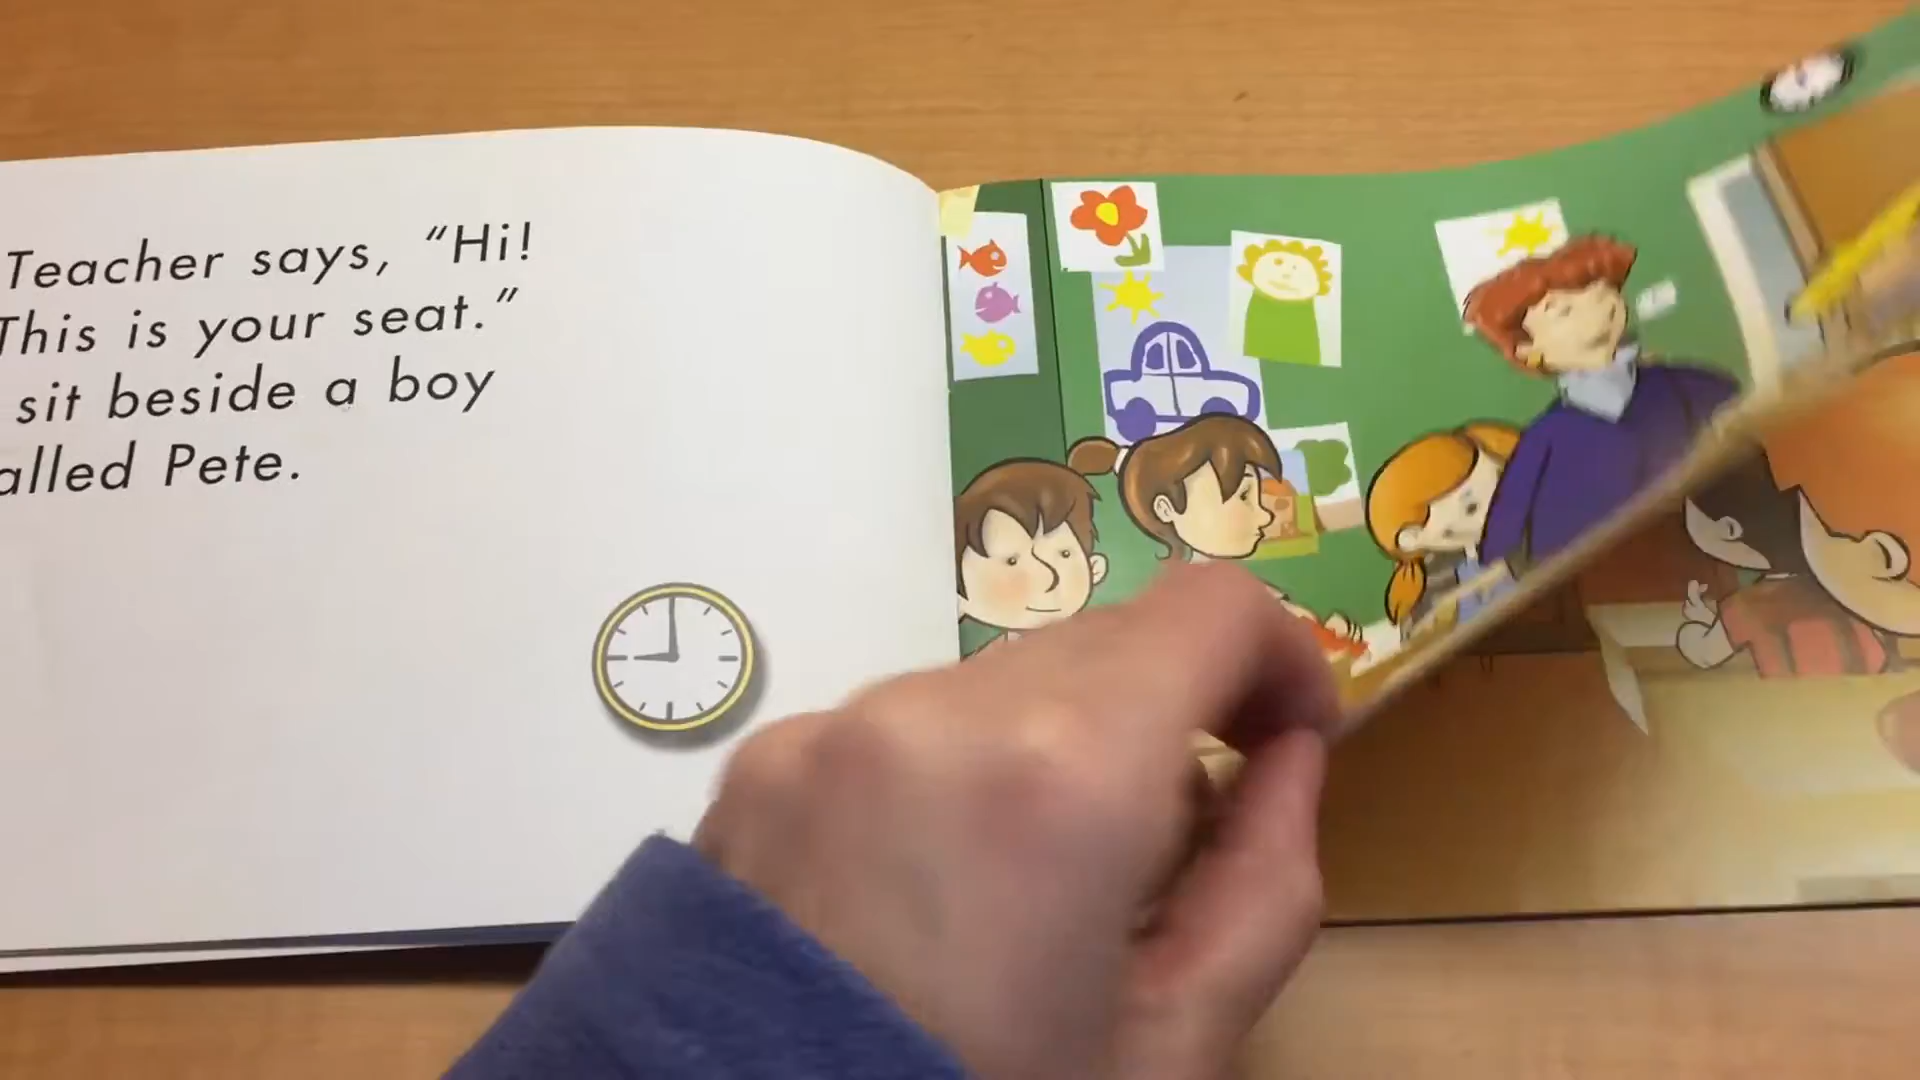 Teacher says, “Hi!
This is your seat.”
sit beside a boy
alled Pete.